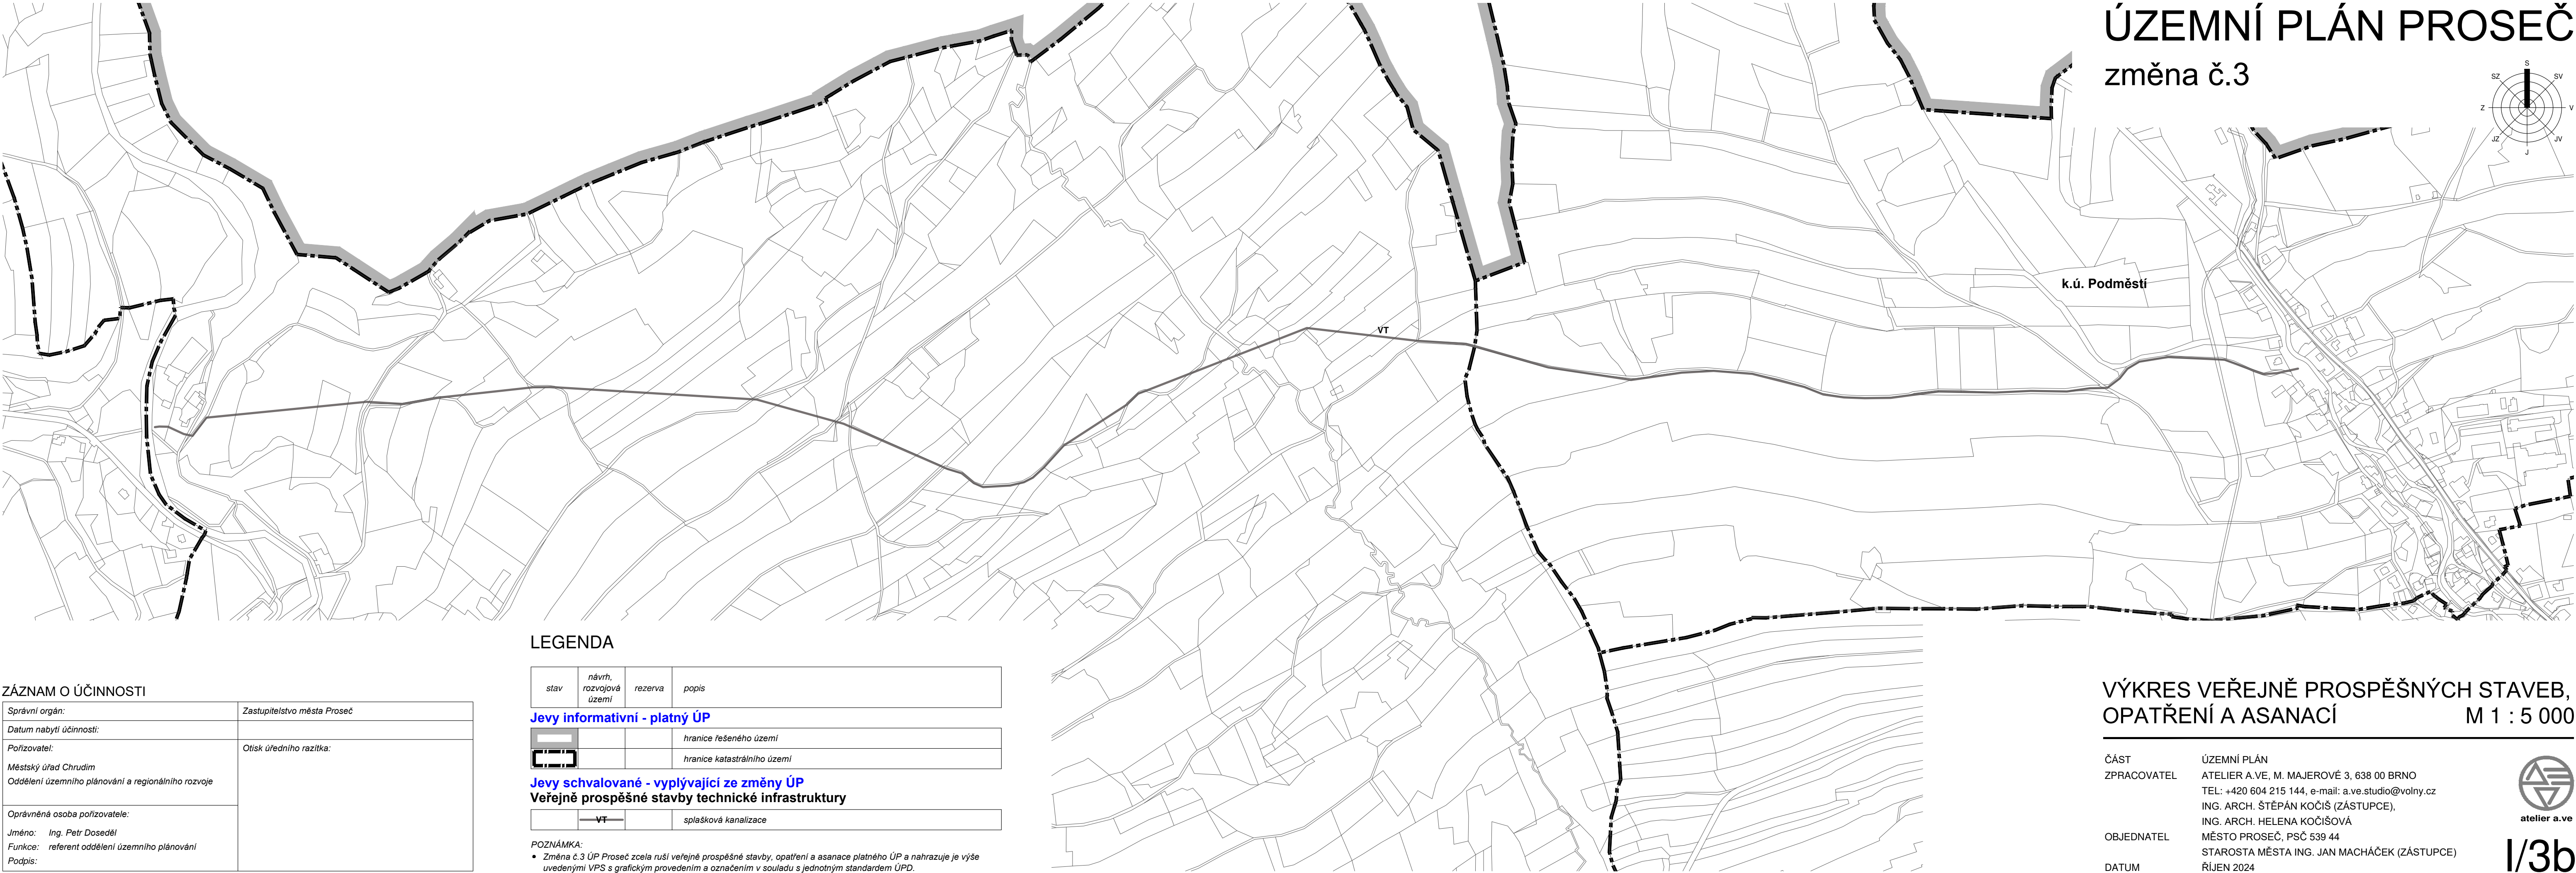 ÚZEMNÍ PLÁN PROSEČ
změna č.3
S
SZ
SV
Z
V
JZ
JV
J
k.ú. Podměstí
VT
LEGENDA
stav
návrh,
rozvojová
území
rezerva
popis
Jevy informativní - platný ÚP
hranice řešeného území
hranice katastrálního území
Jevy schvalované - vyplývající ze změny ÚP
Veřejně prospěšné stavby technické infrastruktury
VT
splašková kanalizace
POZNÁMKA:
• Změna č.3 ÚP Proseč zcela ruší veřejně prospěšné stavby, opatření a asanace platného ÚP a nahrazuje je výše
uvedenými VPS s grafickým provedením a označením v souladu s jednotným standardem ÚPD.
ZÁZNAM O ÚČINNOSTI
Správní orgán:
Zastupitelstvo města Proseč
Datum nabytí účinnosti:
Pořizovatel:
Otisk úředního razítka:
Městský úřad Chrudim
Oddělení územního plánování a regionálního rozvoje
Oprávněná osoba pořizovatele:
Jméno: Ing. Petr Doseděl
Funkce: referent oddělení územního plánování
Podpis:
VÝKRES VEŘEJNĚ PROSPĚŠNÝCH STAVEB,
OPATŘENÍ A ASANACÍ M 1 : 5 000
ČÁST ÚZEMNÍ PLÁN
ZPRACOVATEL ATELIER A.VE, M. MAJEROVÉ 3, 638 00 BRNO
TEL: +420 604 215 144, e-mail: a.ve.studio@volny.cz
ING. ARCH. ŠTĚPÁN KOČIŠ (ZÁSTUPCE),
ING. ARCH. HELENA KOČIŠOVÁ
OBJEDNATEL MĚSTO PROSEČ, PSČ 539 44
STAROSTA MĚSTA ING. JAN MACHÁČEK (ZÁSTUPCE)
DATUM ŘÍJEN 2024
atelier a.ve
I/3b